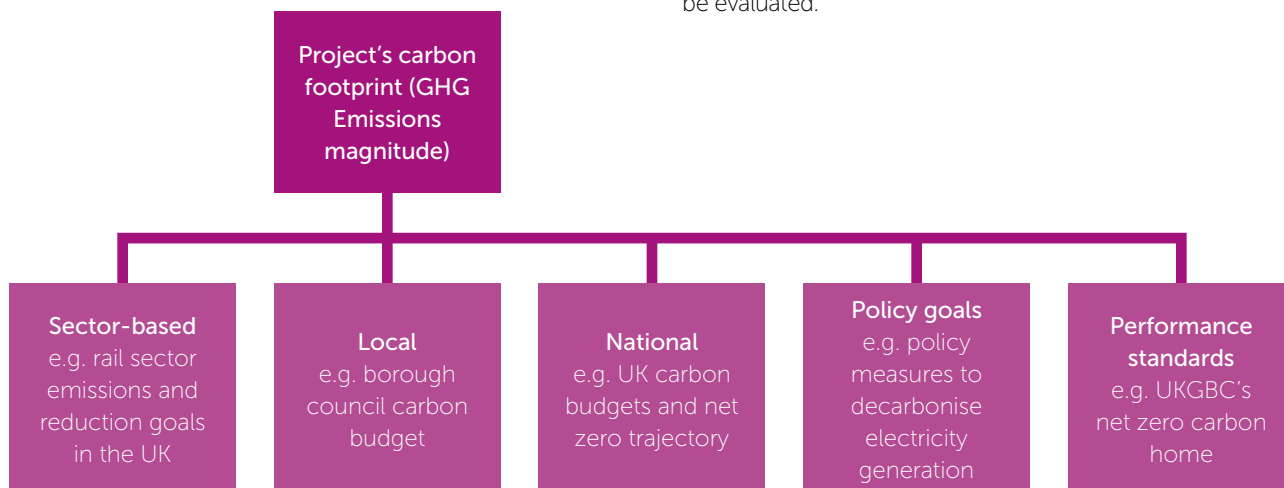 be evaluated.
Project’s carbon
footprint (GHG
Emissions
magnitude)
Sector-based
e.g. rail sector
emissions and
reduction goals
in the UK
Local
e.g. borough
council carbon
budget
National
e.g. UK carbon
budgets and net
zero trajectory
Policy goals
e.g. policy
measures to
decarbonise
electricity
generation
Performance
standards
e.g. UKGBC’s
net zero carbon
home